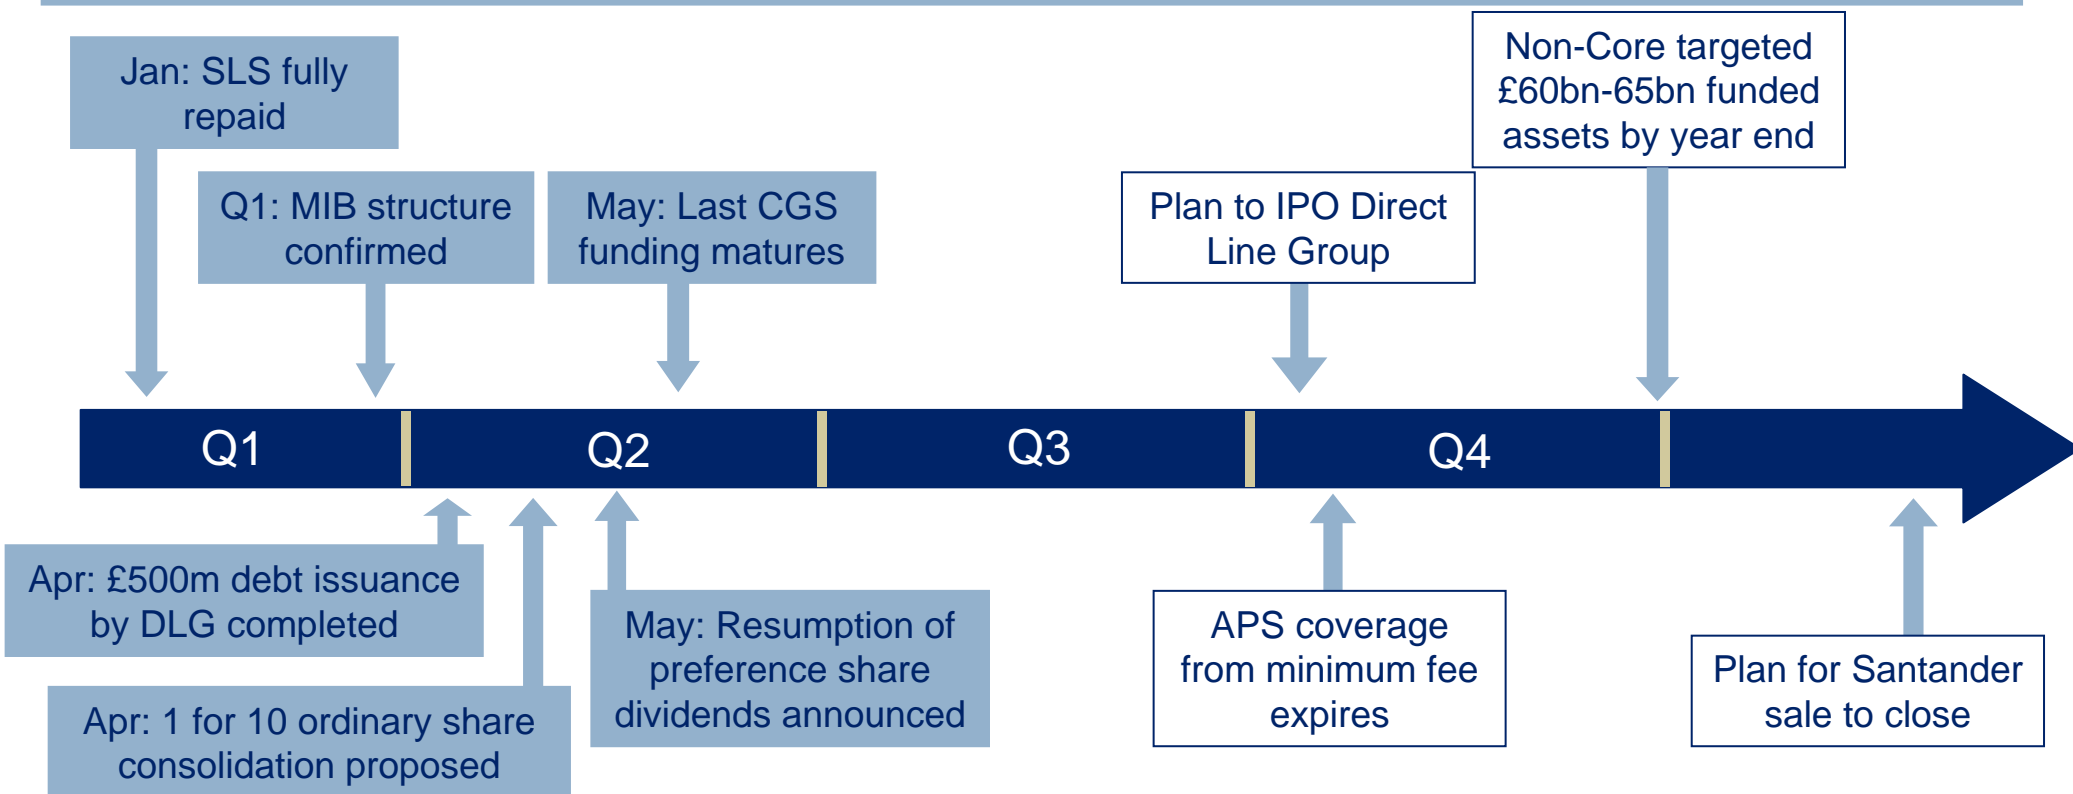 Jan: SLS fully
repaid
Q1: MIB structure
confirmed
May: Last CGS
funding matures
Plan to IPO Direct
Line Group
Non-Core targeted
£60bn-65bn funded
assets by year end
Q1
Q2
Q3
Q4
Apr: £500m debt issuance
by DLG completed
Apr: 1 for 10 ordinary share
consolidation proposed
May: Resumption of
preference share
dividends announced
APS coverage
from minimum fee
expires
Plan for Santander
sale to close